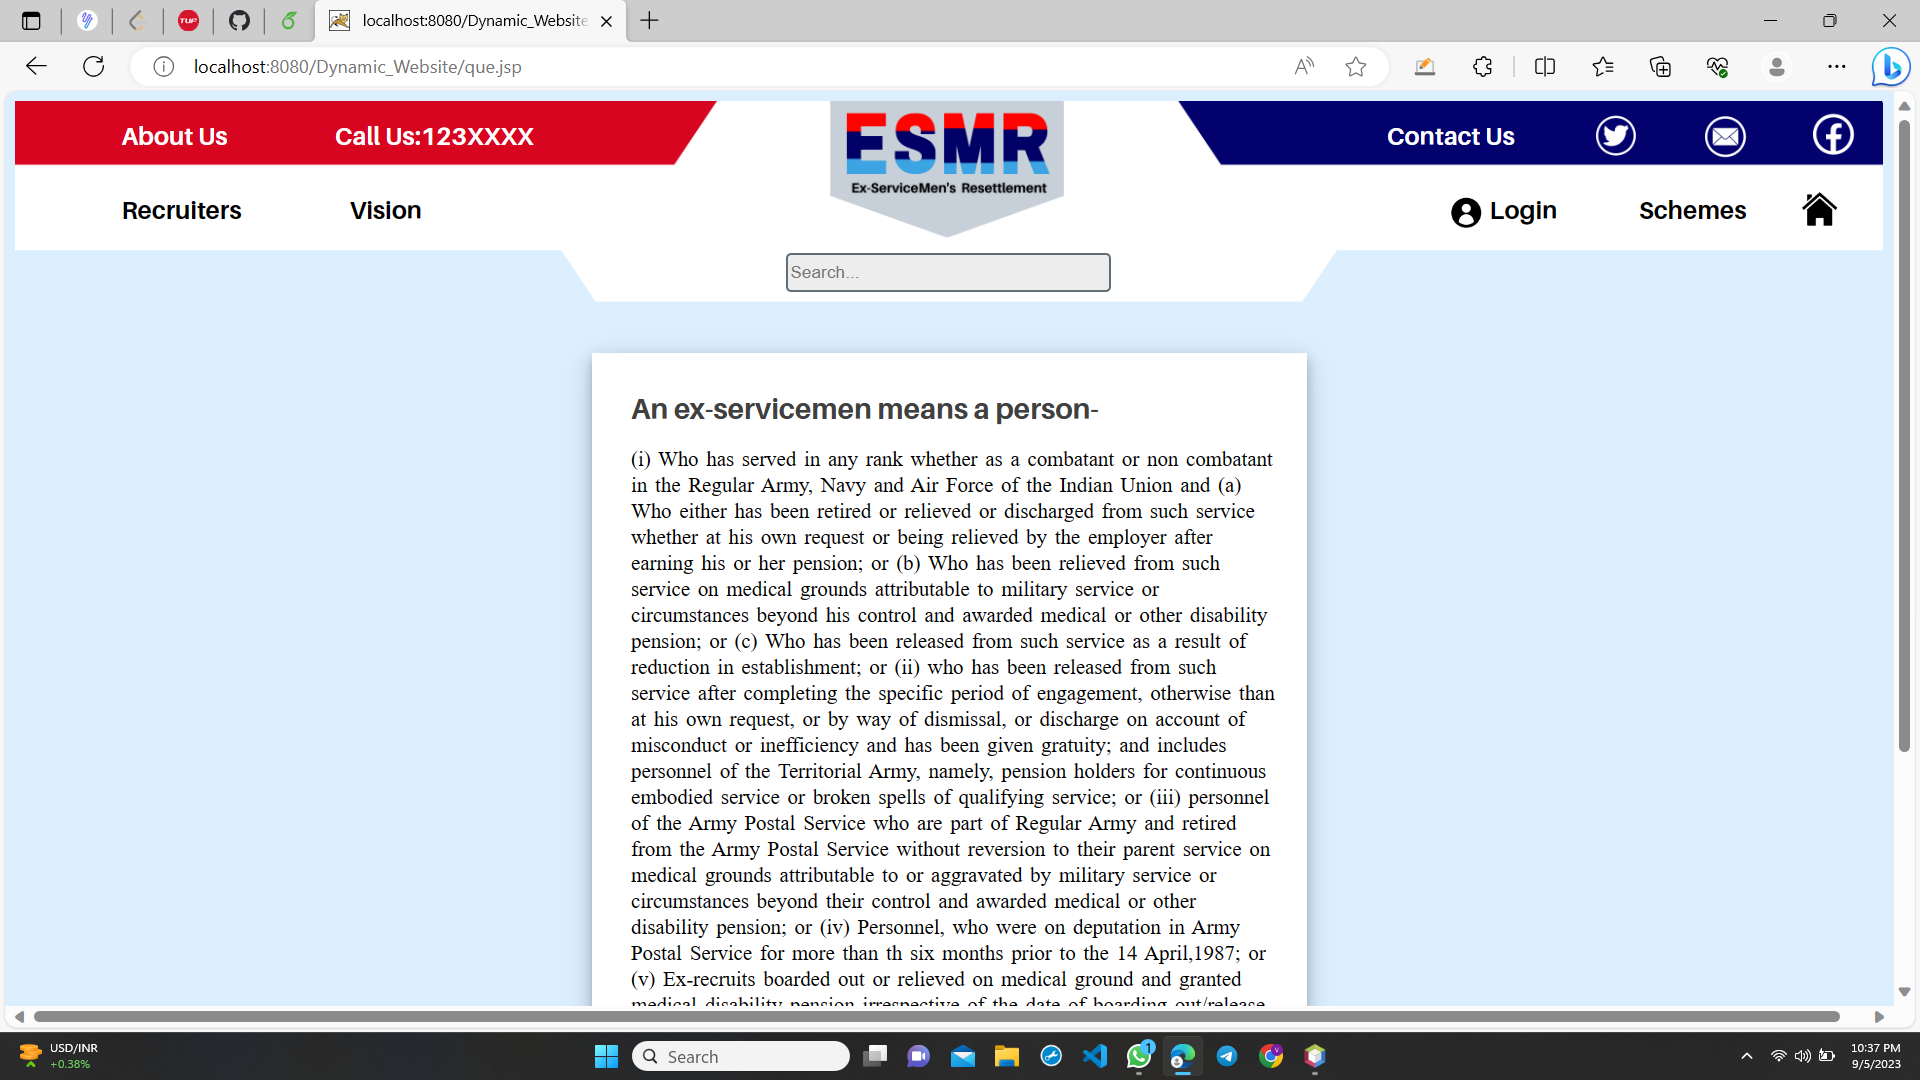 localhost:8080/Dynamic_Website
localhost:8080/Dynamic_Website/que.jsp
About Us
Call Us:123XXXX
ESMR
Ex-ServiceMen's Resettlement
Contact Us
Recruiters
Vision
Login
Schemes
Search...
An ex-servicemen means a person-
(i) Who has served in any rank whether as a combatant or non combatant
in the Regular Army, Navy and Air Force of the Indian Union and (a)
Who either has been retired or relieved or discharged from such service
whether at his own request or being relieved by the employer after
earning his or her pension; or (b) Who has been relieved from such
service on medical grounds attributable to military service or
circumstances beyond his control and awarded medical or other disability
pension; or (c) Who has been released from such service as a result of
reduction in establishment; or (ii) who has been released from such
service after completing the specific period of engagement, otherwise than
at his own request, or by way of dismissal, or discharge on account of
misconduct or inefficiency and has been given gratuity; and includes
personnel of the Territorial Army, namely, pension holders for continuous
embodied service or broken spells of qualifying service; or (iii) personnel
of the Army Postal Service who are part of Regular Army and retired
from the Army Postal Service without reversion to their parent service on
medical grounds attributable to or aggravated by military service or
circumstances beyond their control and awarded medical or other
disability pension; or (iv) Personnel, who were on deputation in Army
Postal Service for more than th six months prior to the 14 April,1987; or
(v) Ex-recruits boarded out or relieved on medical ground and granted
medical disability pension irrespective of the date of boarding out/release
USD/INR
+0.38%
Search
1
10:37 PM
9/5/2023
TUF